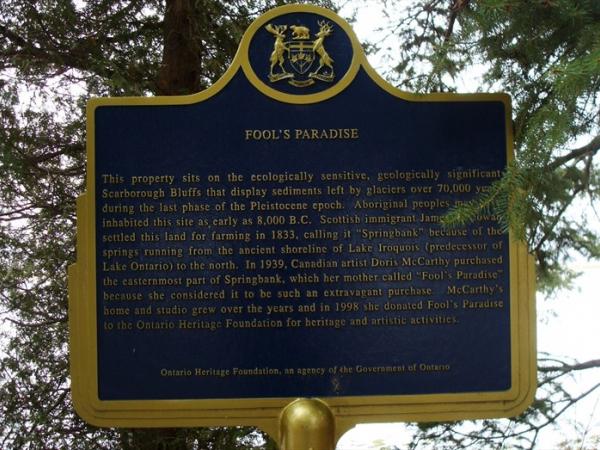 FOOL'S PARADISE
This property sits on the ecologically sensitive, geologically significant
Scarborough Bluffs that display sediments left by glaciers over 70,000
during the last phase of the Pleistocene epoch. Aboriginal peoples
inhabited this site as early as 8,000 B.C. Scottish immigrant
settled this land for farming in 1833, calling it "Springbank" because of the
springs running from the ancient shoreline of Lake Iroquois (predecessor of
Lake Ontario) to the north. In 1939, Canadian artist Doris McCarthy purchased
the easternmost part of Springbank, which her mother called "Fool's Paradise"
because she considered it to be such an extravagant purchase. McCarthy's
home and studio grew over the years and in 1998 she donated Fool's Paradise
to the Ontario Heritage Foundation for heritage and artistic activities.
Ontario Heritage Foundation, an agency of the Government of Ontario